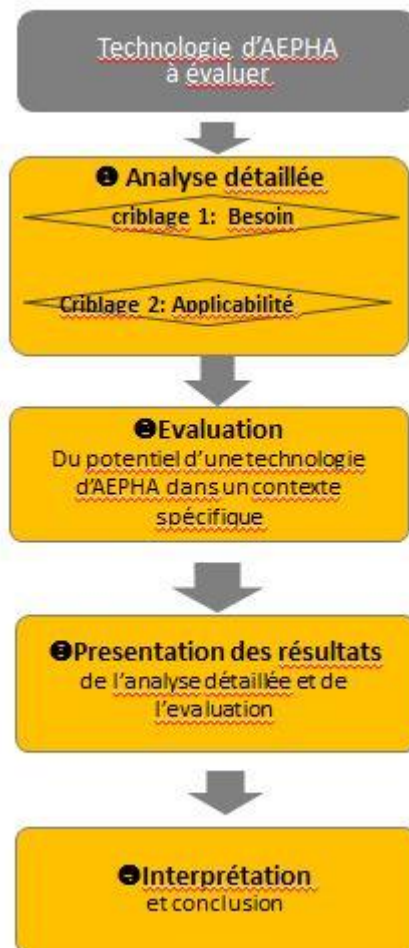 Technologie d’AEPHA
à évaluer
❶ Analyse détaillée
criblage 1: Besoin
Criblage 2: Applicabilité
❷Evaluation
Du potentiel d’une technologie
d’AEPHA dans un contexte
spécifique
❸Presentation des résultats
de l’analyse détaillée et de
l’evaluation
Interprétation
et conclusion